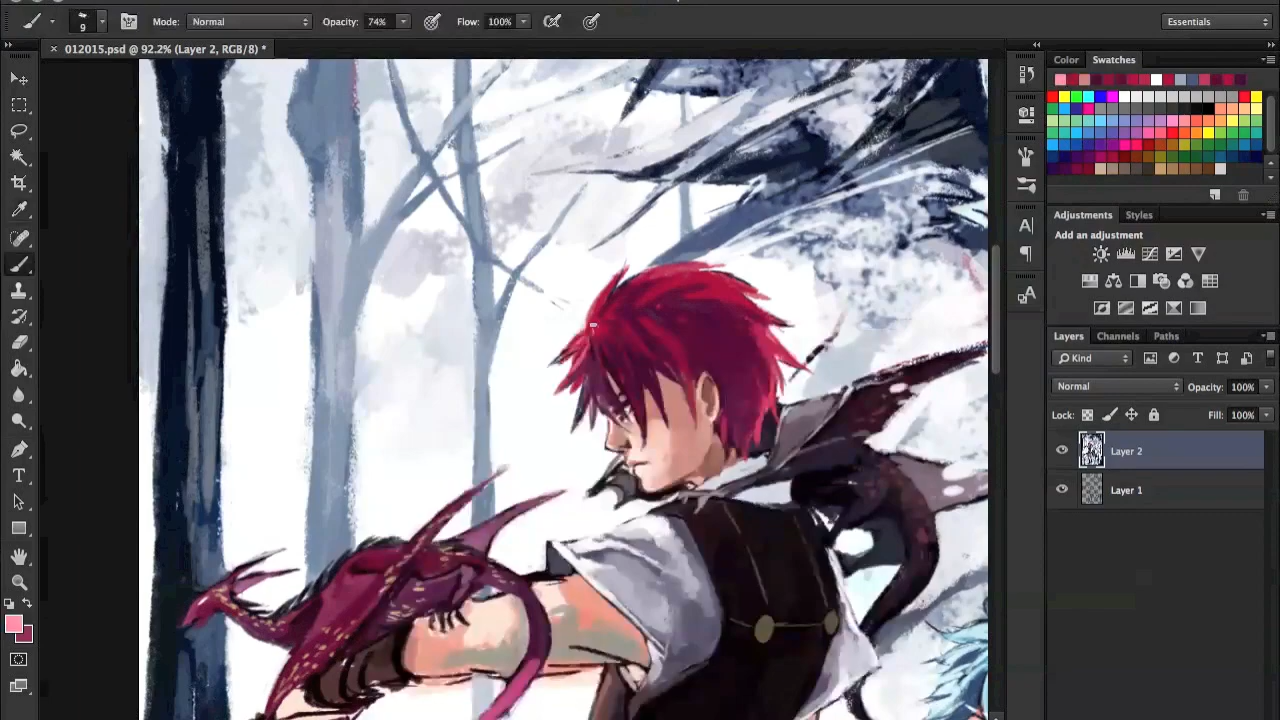 9
Mode: Normal
Opacity: 74%
Flow: 100%
Essentials
012015.psd @ 92.2% (Layer 2, RGB/8) *
Color Swatches
Adjustments Styles
Add an adjustment
Layers Channels Paths
Kind
Normal
Opacity: 100%
Lock:
Fill: 100%
Layer 2
Layer 1